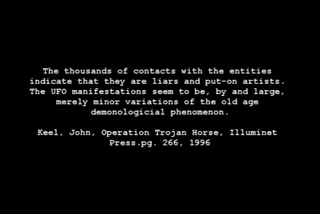 The thousands of contacts with the entities
indicate that they are liars and put-on artists.
The UFO manifestations seem to be, by and large,
merely minor variations of the old age
demonologicial phenomenon.
Keel, John, Operation Trojan Horse, Illuminet
Press.pg. 266, 1996